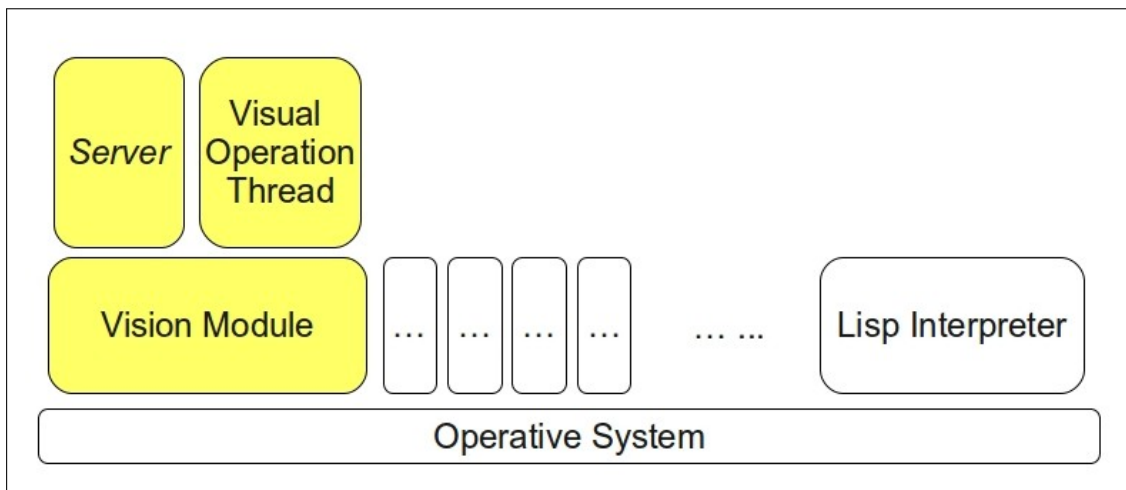 Server
Visual
Operation
Thread
Vision Module
...
...
...
...
... ...
Lisp Interpreter
Operative System